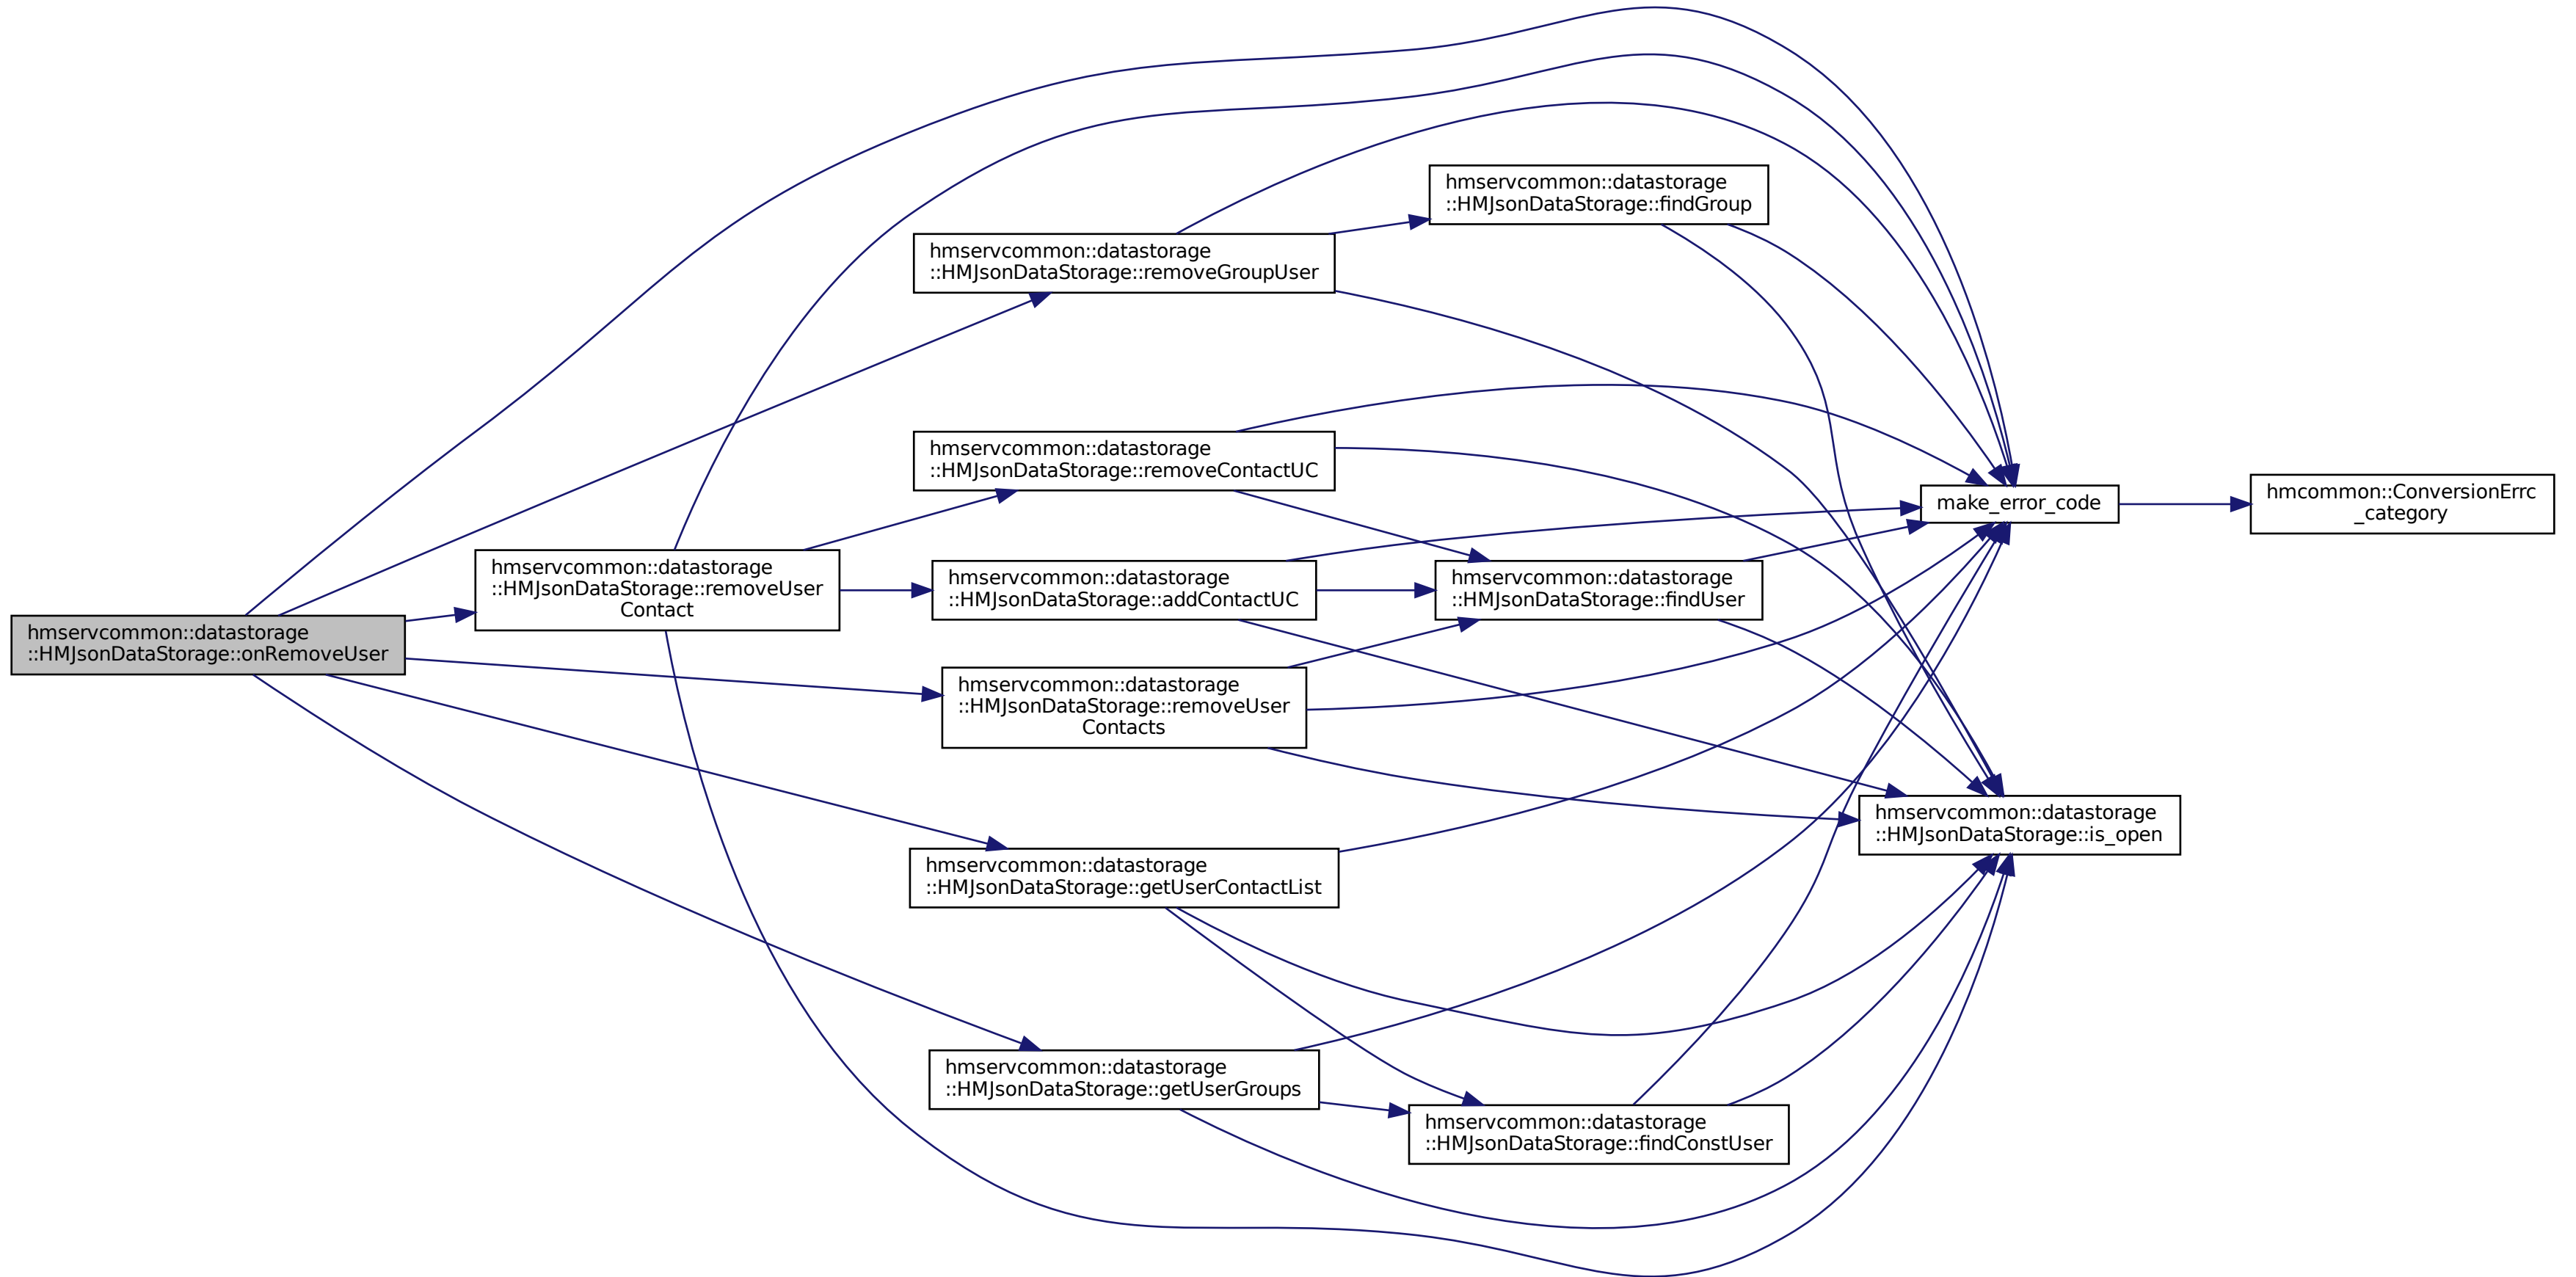 hmservcommon::datastorage
::HMJsonDataStorage::findGroup
hmservcommon::datastorage
::HMJsonDataStorage::removeGroupUser
hmservcommon::datastorage
::HMJsonDataStorage::removeContactUC
make_error_code
hmcommon::ConversionErrc
_category
hmservcommon::datastorage
::HMJsonDataStorage::removeUser
Contact
hmservcommon::datastorage
::HMJsonDataStorage::addContactUC
hmservcommon::datastorage
::HMJsonDataStorage::findUser
hmservcommon::datastorage
::HMJsonDataStorage::onRemoveUser
hmservcommon::datastorage
::HMJsonDataStorage::removeUser
Contacts
hmservcommon::datastorage
::HMJsonDataStorage::is_open
hmservcommon::datastorage
::HMJsonDataStorage::getUserContactList
hmservcommon::datastorage
::HMJsonDataStorage::getUserGroups
hmservcommon::datastorage
::HMJsonDataStorage::findConstUser